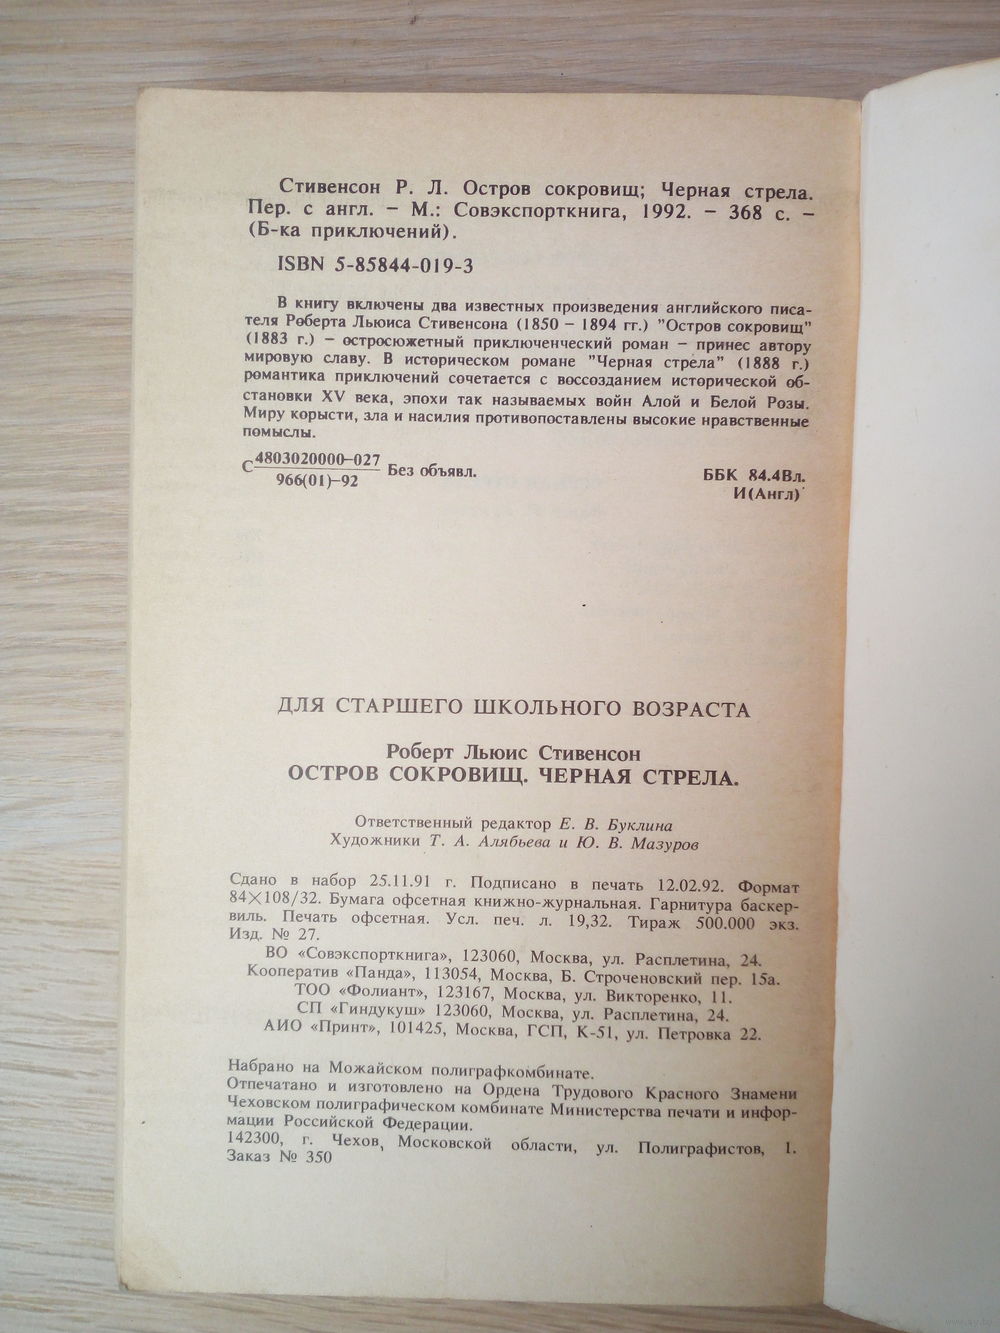 Стивенсон Р. Л. Остров сокровищ; Черная стрела.
Пер. с англ. – М.: Совэкспорткнига, 1992. – 368 с. –
(Б-ка приключений).
ISBN 5-85844-019-3
В книгу включены два известных произведения английского писа-
теля Роберта Льюиса Стивенсона (1850 – 1894 гг.) "Остров сокровищ"
(1883 г.) – остросюжетный приключенческий роман – принес автору
мировую славу. В историческом романе "Черная стрела" (1888 г.)
романтика приключений сочетается с воссозданием исторической об-
становки XV века, эпохи так называемых войн Алой и Белой Розы.
Миру корысти, зла и насилия противопоставлены высокие нравственные
помыслы.
С 4803020000–027 / 966(01)–92 Без объявл.
ББК 84.4Вл.
И(Англ)
ДЛЯ СТАРШЕГО ШКОЛЬНОГО ВОЗРАСТА
Роберт Льюис Стивенсон
ОСТРОВ СОКРОВИЩ. ЧЕРНАЯ СТРЕЛА.
Ответственный редактор Е. В. Буклина
Художники Т. А. Алябьева и Ю. В. Мазуров
Сдано в набор 25.11.91 г. Подписано в печать 12.02.92. Формат
84×108/32. Бумага офсетная книжно-журнальная. Гарнитура баскер-
виль. Печать офсетная. Усл. печ. л. 19,32. Тираж 500.000 экз.
Изд. № 27.
ВО «Совэкспорткнига», 123060, Москва, ул. Расплетина, 24.
Кооператив «Панда», 113054, Москва, Б. Строченовский пер. 15а.
ТОО «Фолиант», 123167, Москва, ул. Викторенко, 11.
СП «Гиндукуш» 123060, Москва, ул. Расплетина, 24.
АИО «Принт», 101425, Москва, ГСП, К-51, ул. Петровка 22.
Набрано на Можайском полиграфкомбинате.
Отпечатано и изготовлено на Ордена Трудового Красного Знамени
Чеховском полиграфическом комбинате Министерства печати и инфор-
мации Российской Федерации.
142300, г. Чехов, Московской области, ул. Полиграфистов, 1.
Заказ № 350